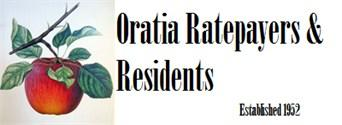 Oratia Ratepayers &
Residents
Established 1952